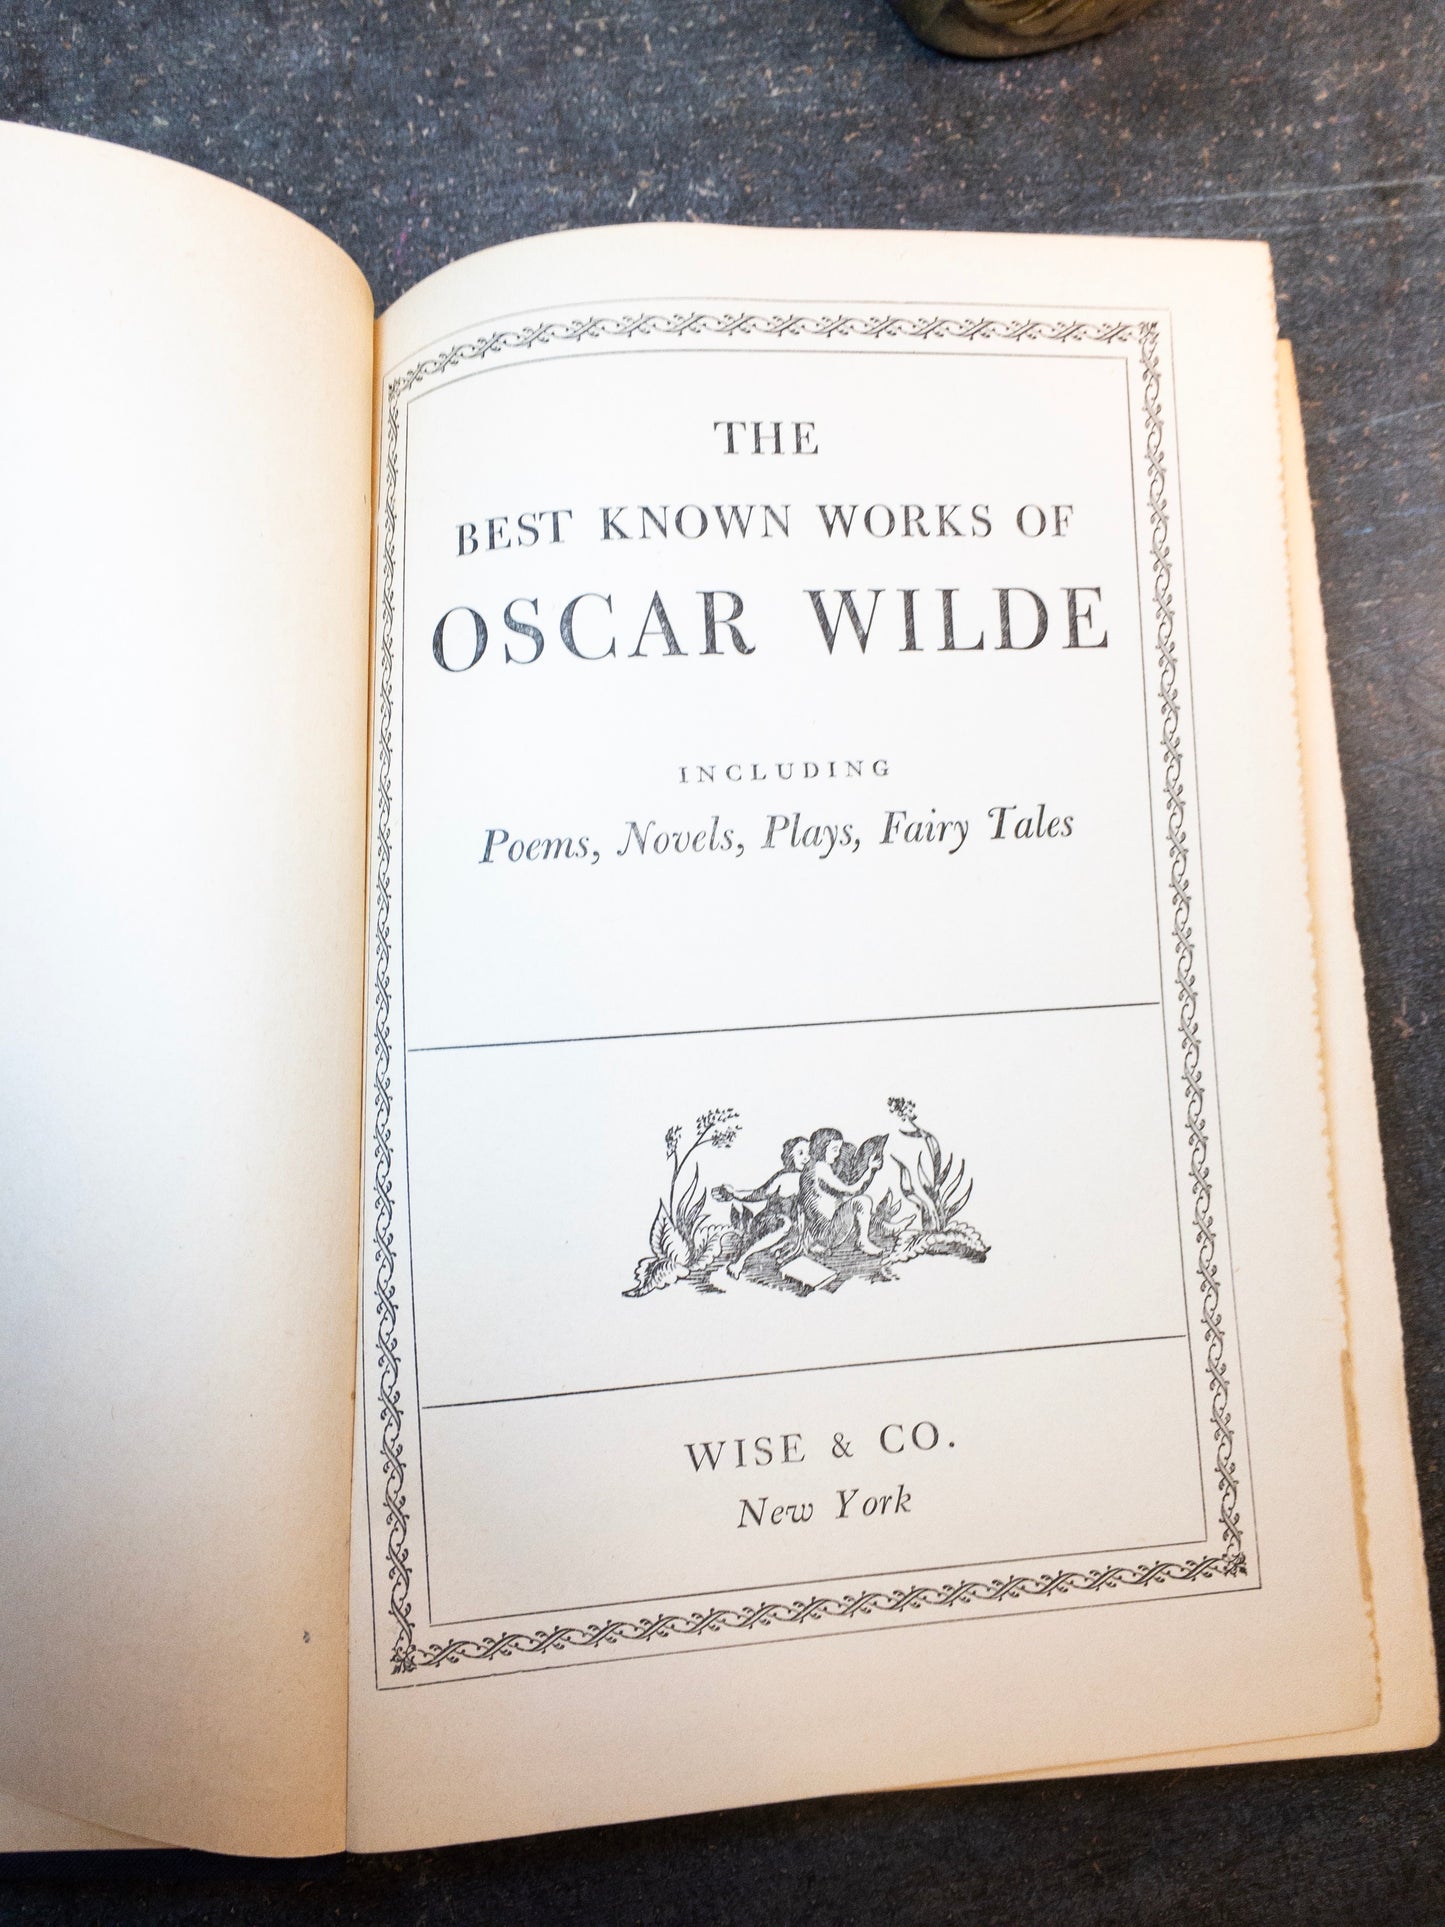 THE
BEST KNOWN WORKS OF
OSCAR WILDE
INCLUDING
Poems, Novels, Plays, Fairy Tales
WISE & CO.
New York